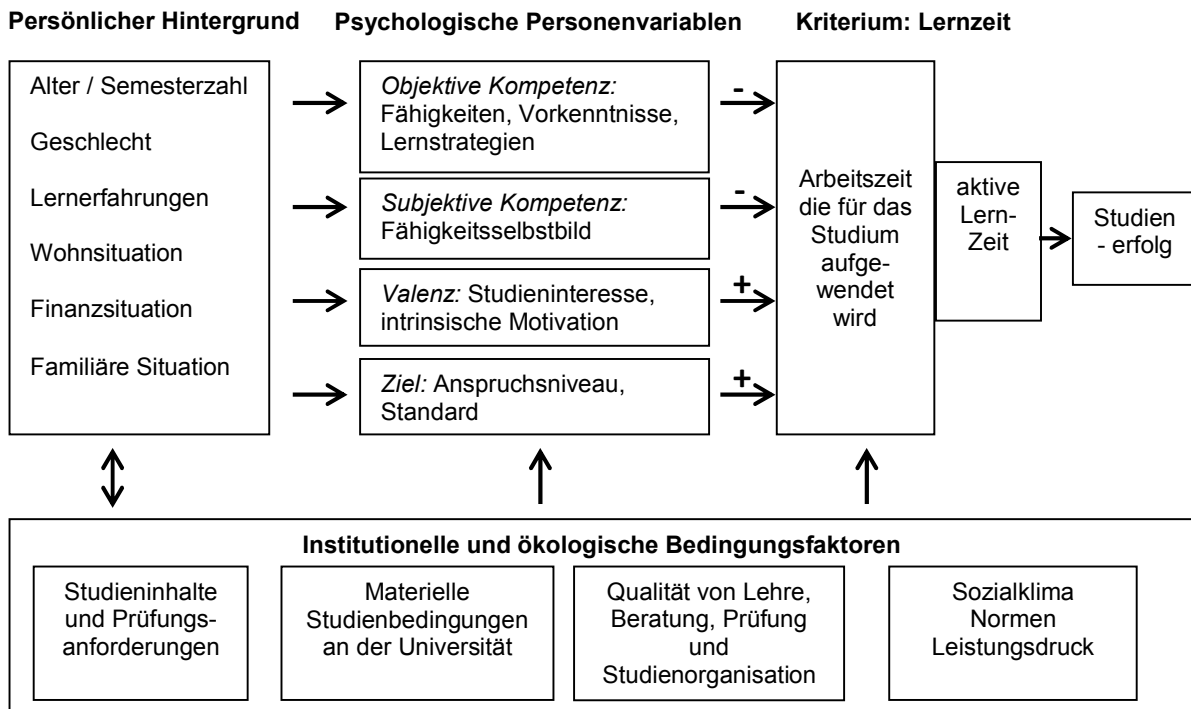 Persönlicher Hintergrund
Psychologische Personenvariablen
Kriterium: Lernzeit
Alter / Semesterzahl
Geschlecht
Lernerfahrungen
Wohnsituation
Finanzsituation
Familiäre Situation
Objektive Kompetenz:
Fähigkeiten, Vorkenntnisse,
Lernstrategien
-
Subjektive Kompetenz:
Fähigkeitsselbstbild
-
Valenz: Studieninteresse,
intrinsische Motivation
+
Ziel: Anspruchsniveau,
Standard
+
Arbeitszeit
die für das
Studium
aufge-
wendet
wird
aktive
Lern-
Zeit
Studien
- erfolg
Institutionelle und ökologische Bedingungsfaktoren
Studieninhalte
und Prüfungs-
anforderungen
Materielle
Studienbedingungen
an der Universität
Qualität von Lehre,
Beratung, Prüfung
und
Studienorganisation
Sozialklima
Normen
Leistungsdruck